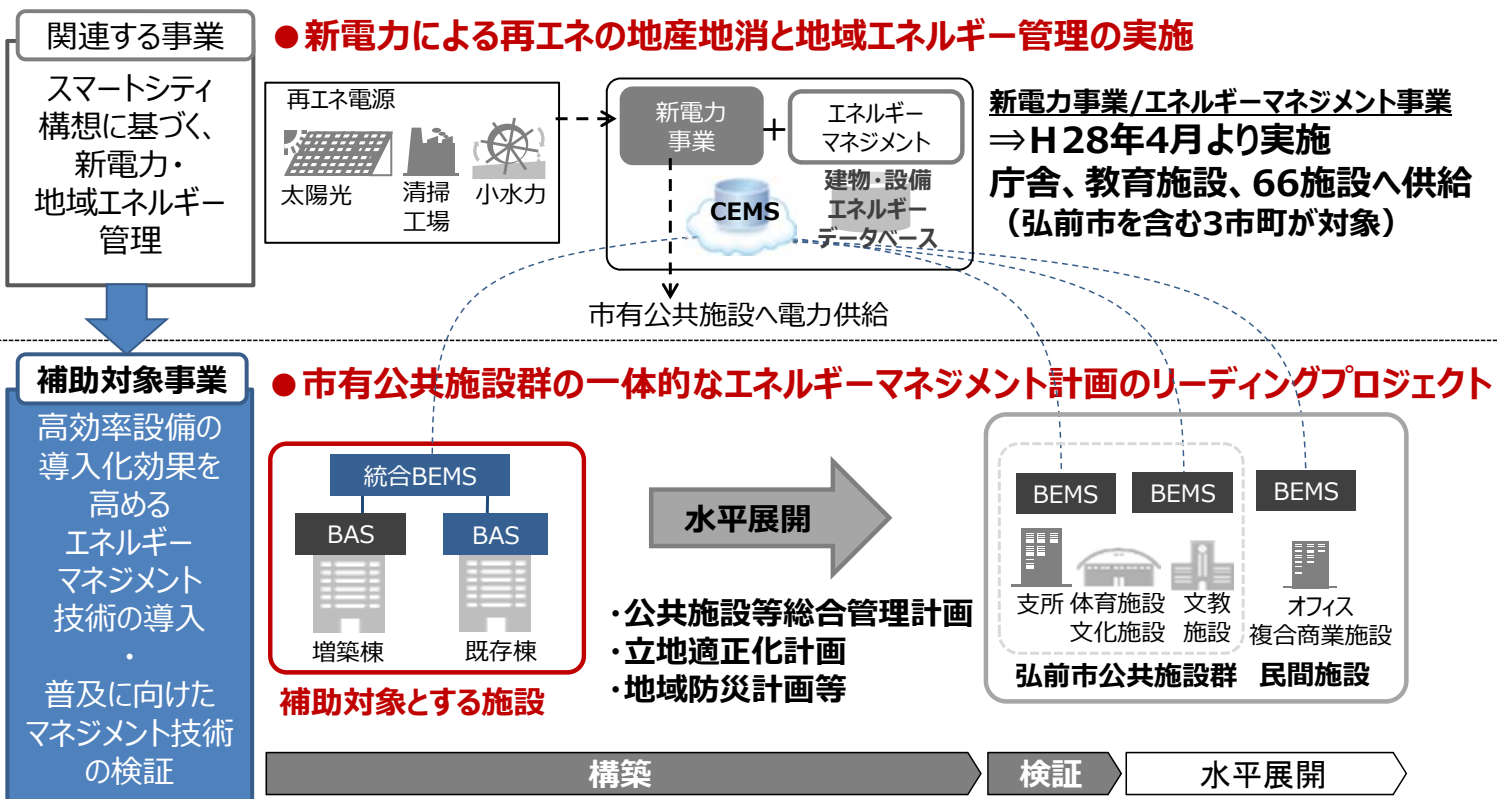 関連する事業
スマートシティ
構想に基づく、
新電力・
地域エネルギー
管理
●新電力による再エネの地産地消と地域エネルギー管理の実施
再エネ電源
太陽光
清掃
工場
小水力
新電力
事業
+
エネルギー
マネジメント
CEMS
建物・設備
エネルギー
データベース
市有公共施設へ電力供給
新電力事業/エネルギーマネジメント事業
⇒H28年4月より実施
庁舎、教育施設、66施設へ供給
（弘前市を含む3市町が対象）
補助対象事業
高効率設備の
導入化効果を
高める
エネルギー
マネジメント
技術の導入
・
普及に向けた
マネジメント技術
の検証
●市有公共施設群の一体的なエネルギーマネジメント計画のリーディングプロジェクト
統合BEMS
BAS
BAS
増築棟
既存棟
補助対象とする施設
水平展開
・公共施設等総合管理計画
・立地適正化計画
・地域防災計画等
BEMS
BEMS
BEMS
支所
体育施設
文化施設
文教
施設
オフィス
複合商業施設
弘前市公共施設群
民間施設
構築
検証
水平展開